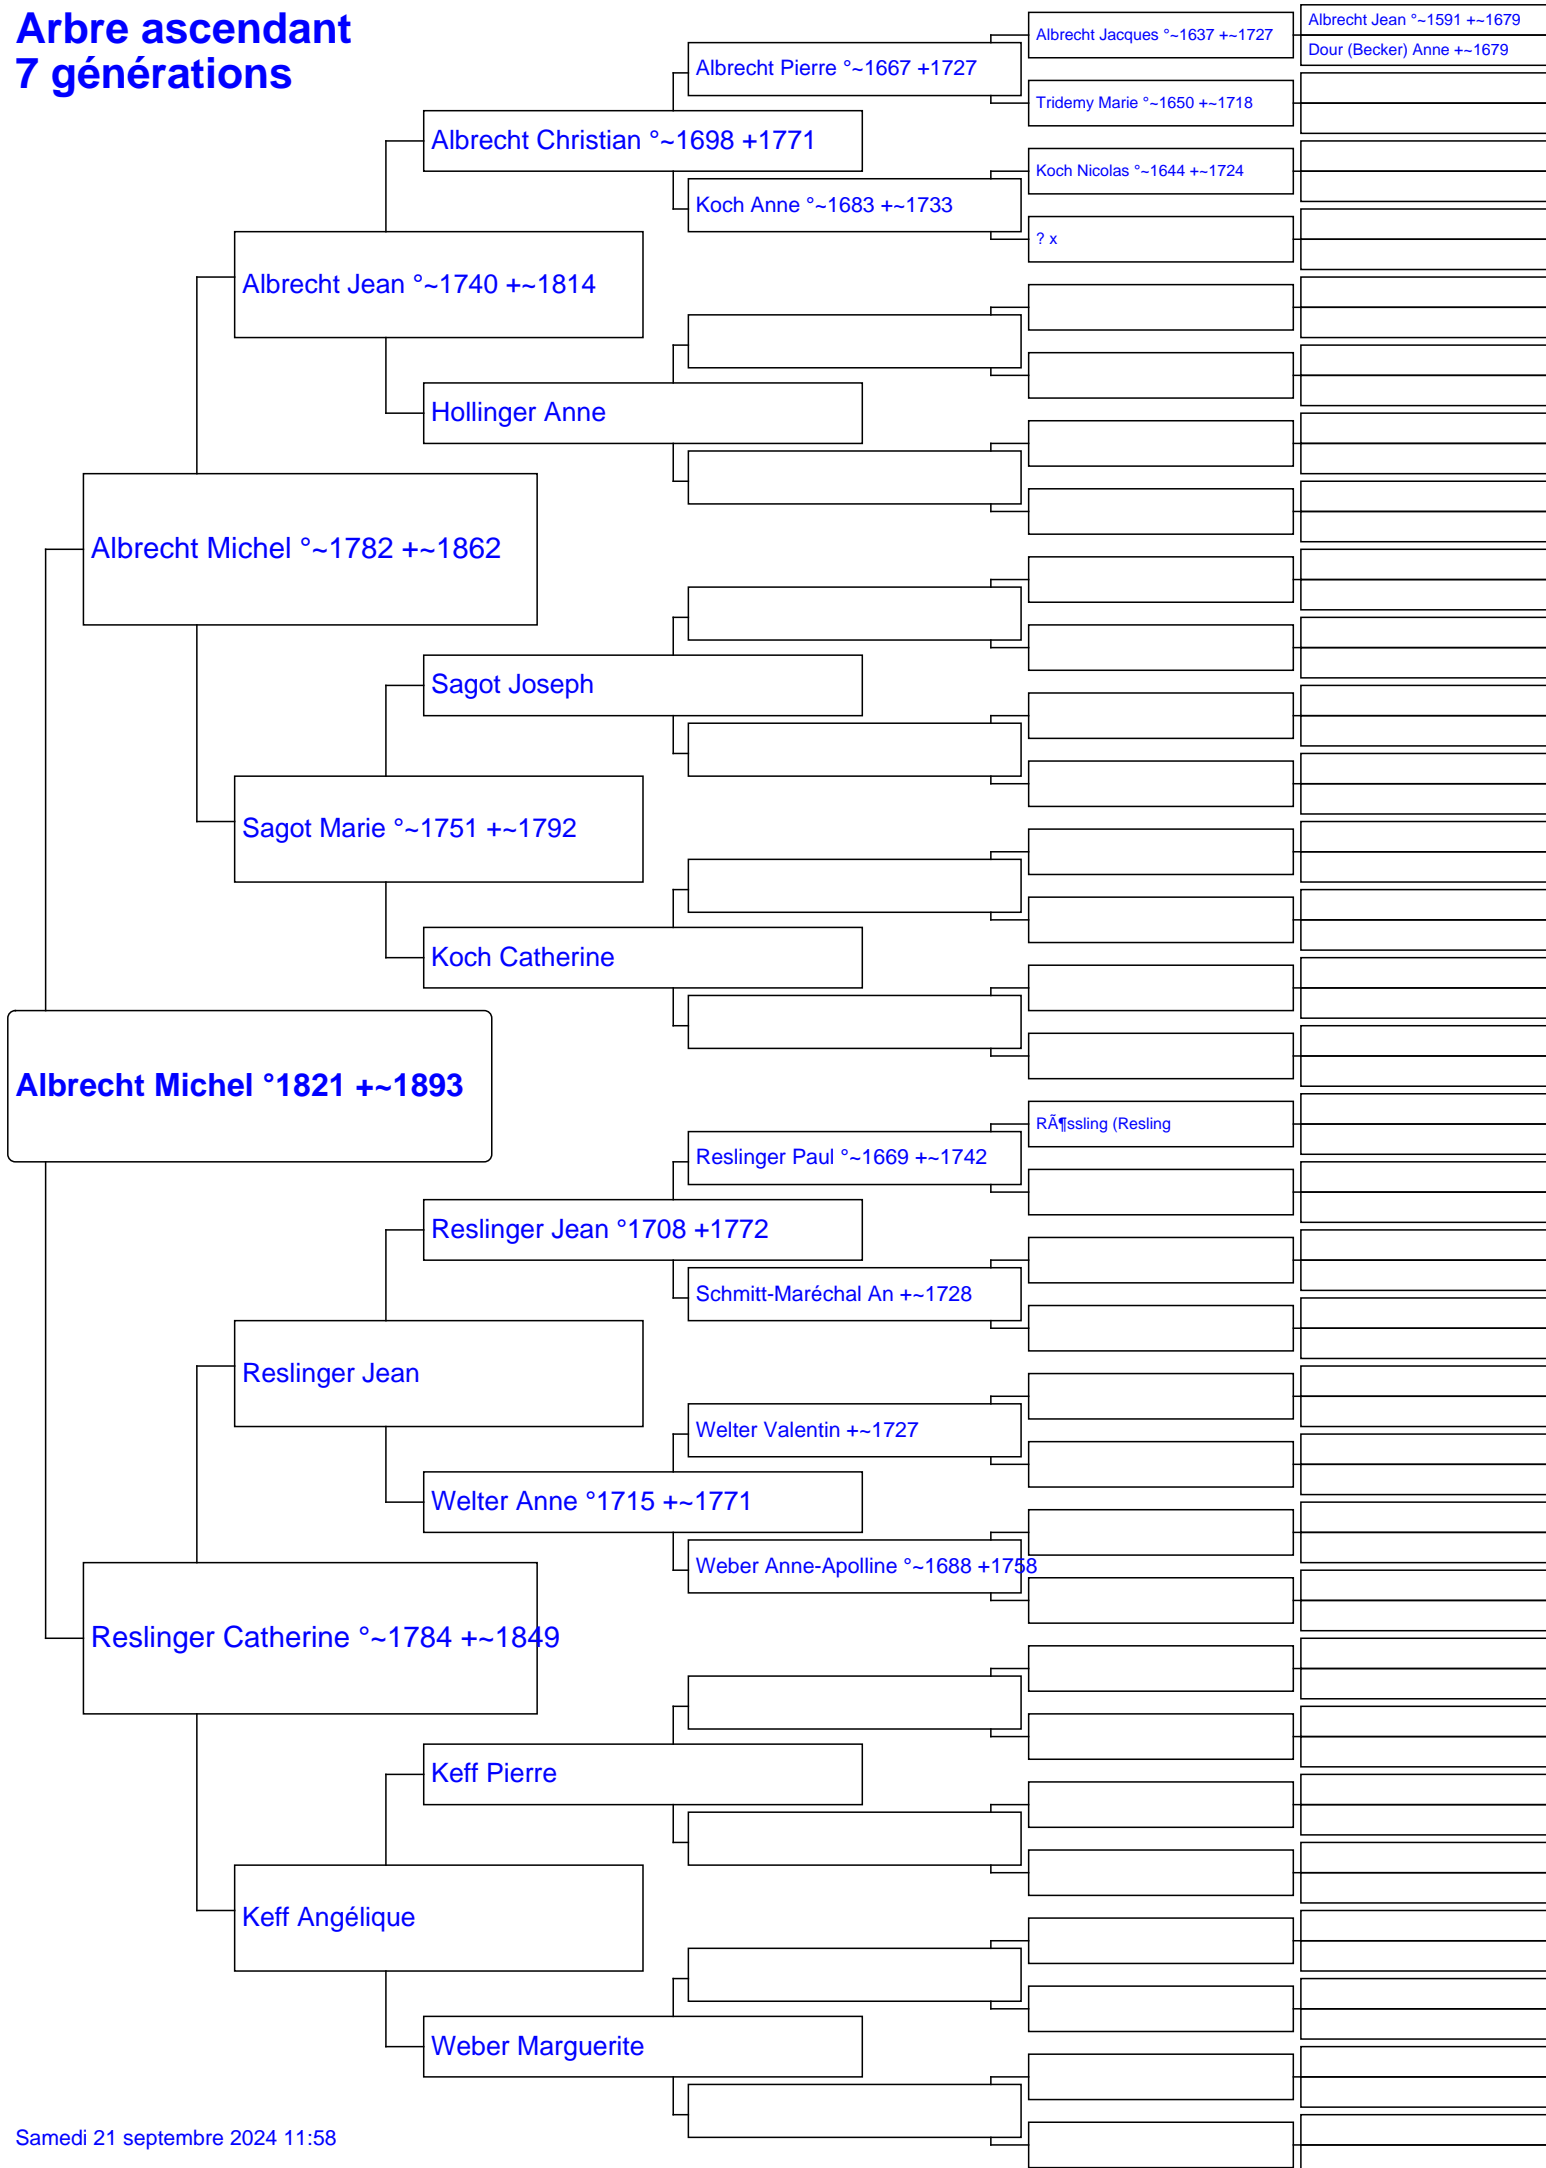 Arbre ascendant
7 générations
Albrecht Jean °~1591 +~1679
Albrecht Jacques °~1637 +~1727
Dour (Becker) Anne +~1679
Albrecht Pierre °~1667 +1727
Tridemy Marie °~1650 +~1718
Albrecht Christian °~1698 +1771
Koch Nicolas °~1644 +~1724
Koch Anne °~1683 +~1733
? x
Albrecht Jean °~1740 +~1814
Hollinger Anne
Albrecht Michel °~1782 +~1862
Sagot Joseph
Sagot Marie °~1751 +~1792
Koch Catherine
Albrecht Michel °1821 +~1893
RÃ¶ssling (Resling
Reslinger Paul °~1669 +~1742
Reslinger Jean °1708 +1772
Schmitt-Maréchal An +~1728
Reslinger Jean
Welter Valentin +~1727
Welter Anne °1715 +~1771
Weber Anne-Apolline °~1688 +1758
Reslinger Catherine °~1784 +~1849
Keff Pierre
Keff Angélique
Weber Marguerite
Samedi 21 septembre 2024 11:58